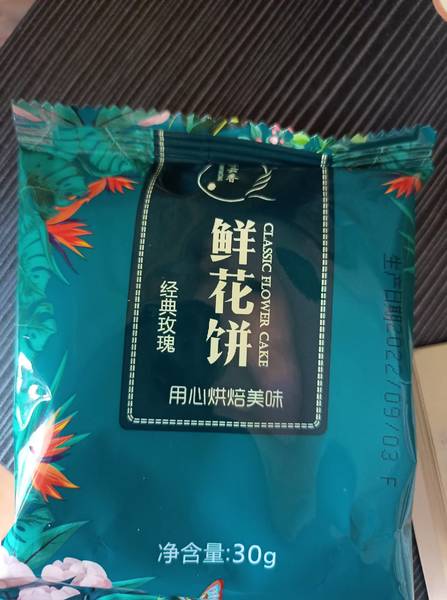 鲜花饼
CLASSIC FLOWER CAKE
经典玫瑰
用心烘焙美味
生产日期2022/09/03 F
净含量:30g